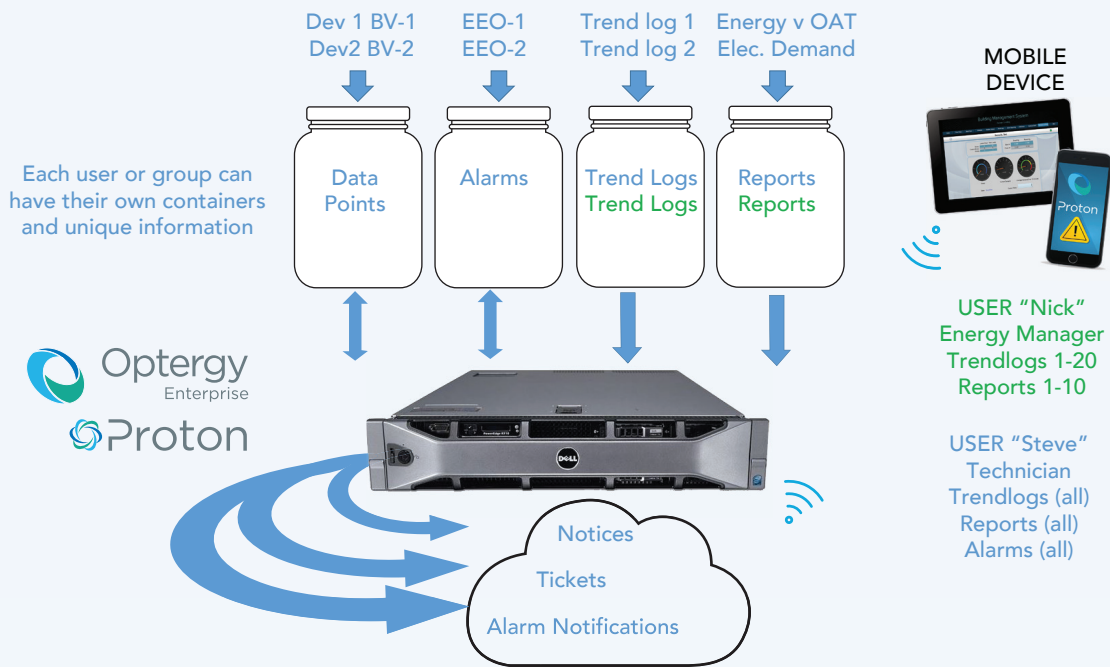 Dev 1 BV-1
Dev2 BV-2
EEO-1
EEO-2
Trend log 1
Trend log 2
Energy v OAT
Elec. Demand
MOBILE
DEVICE
Each user or group can
have their own containers
and unique information
Data
Points
Alarms
Trend Logs
Trend Logs
Reports
Reports
Building Management System
Proton
USER “Nick”
Energy Manager
Trendlogs 1-20
Reports 1-10
Optergy
Enterprise
Proton
DELL
USER “Steve”
Technician
Trendlogs (all)
Reports (all)
Alarms (all)
Notices
Tickets
Alarm Notifications